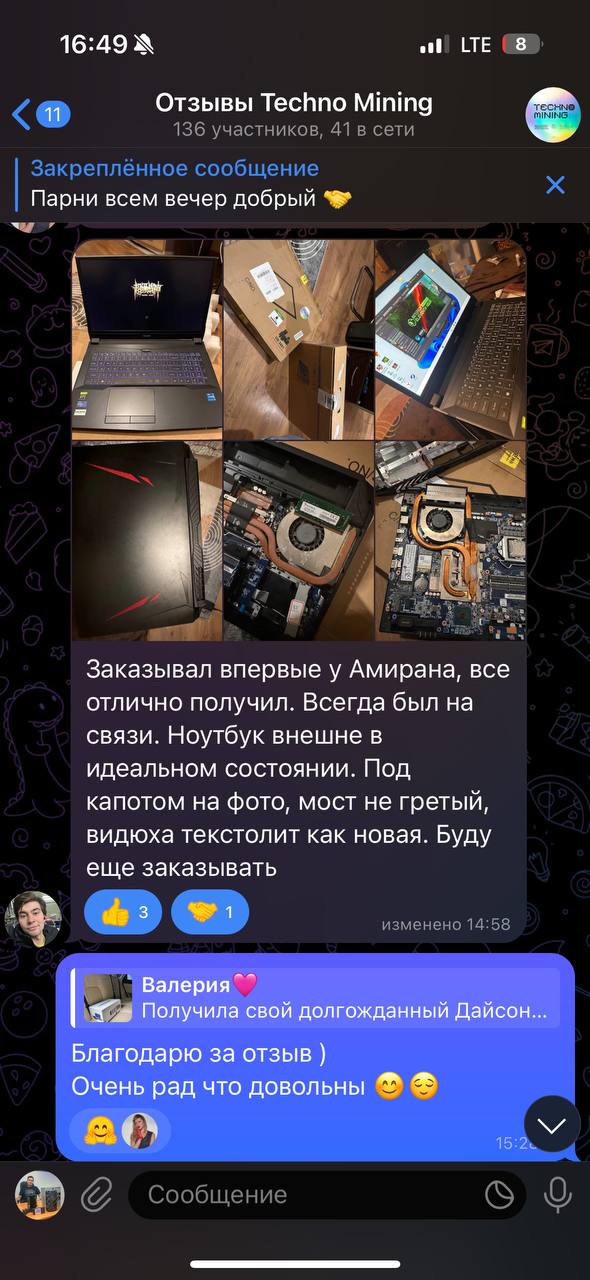 16:49
LTE
8
11
Отзывы Techno Mining
136 участников, 41 в сети
TECHNO
MINING
Закреплённое сообщение
Парни всем вечер добрый 🤝
Заказывал впервые у Амирана, все
отлично получил. Всегда был на
связи. Ноутбук внешне в
идеальном состоянии. Под
капотом на фото, мост не гретый,
видюха текстолит как новая. Буду
еще заказывать
👍 3
🤝 1
изменено 14:58
Валерия💓
Получила свой долгожданный Дайсон...
Благодарю за отзыв )
Очень рад что довольны 😊😌
Сообщение